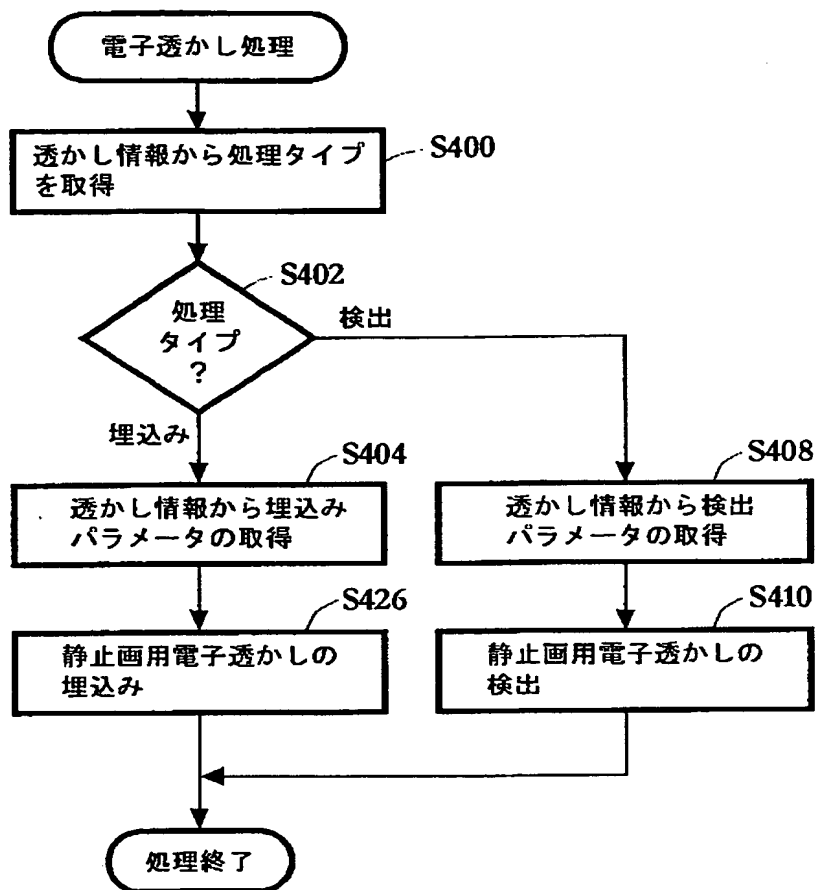 電子透かし処理
透かし情報から処理タイプ
を取得
S400
S402
処理
タイプ
?
検出
埋込み
S404
透かし情報から埋込み
パラメータの取得
S408
透かし情報から検出
パラメータの取得
S426
静止画用電子透かしの
埋込み
S410
静止画用電子透かしの
検出
処理終了